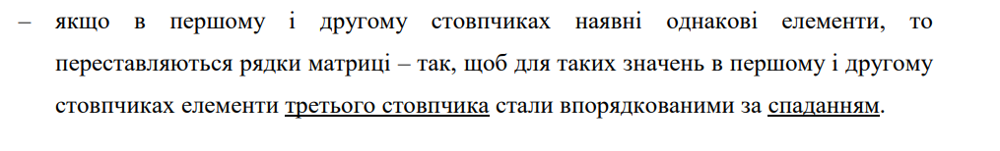 – якщо в першому і другому стовпчиках наявні однакові елементи, то
переставляються рядки матриці – так, щоб для таких значень в першому і другому
стовпчиках елементи третього стовпчика стали впорядкованими за спаданням.